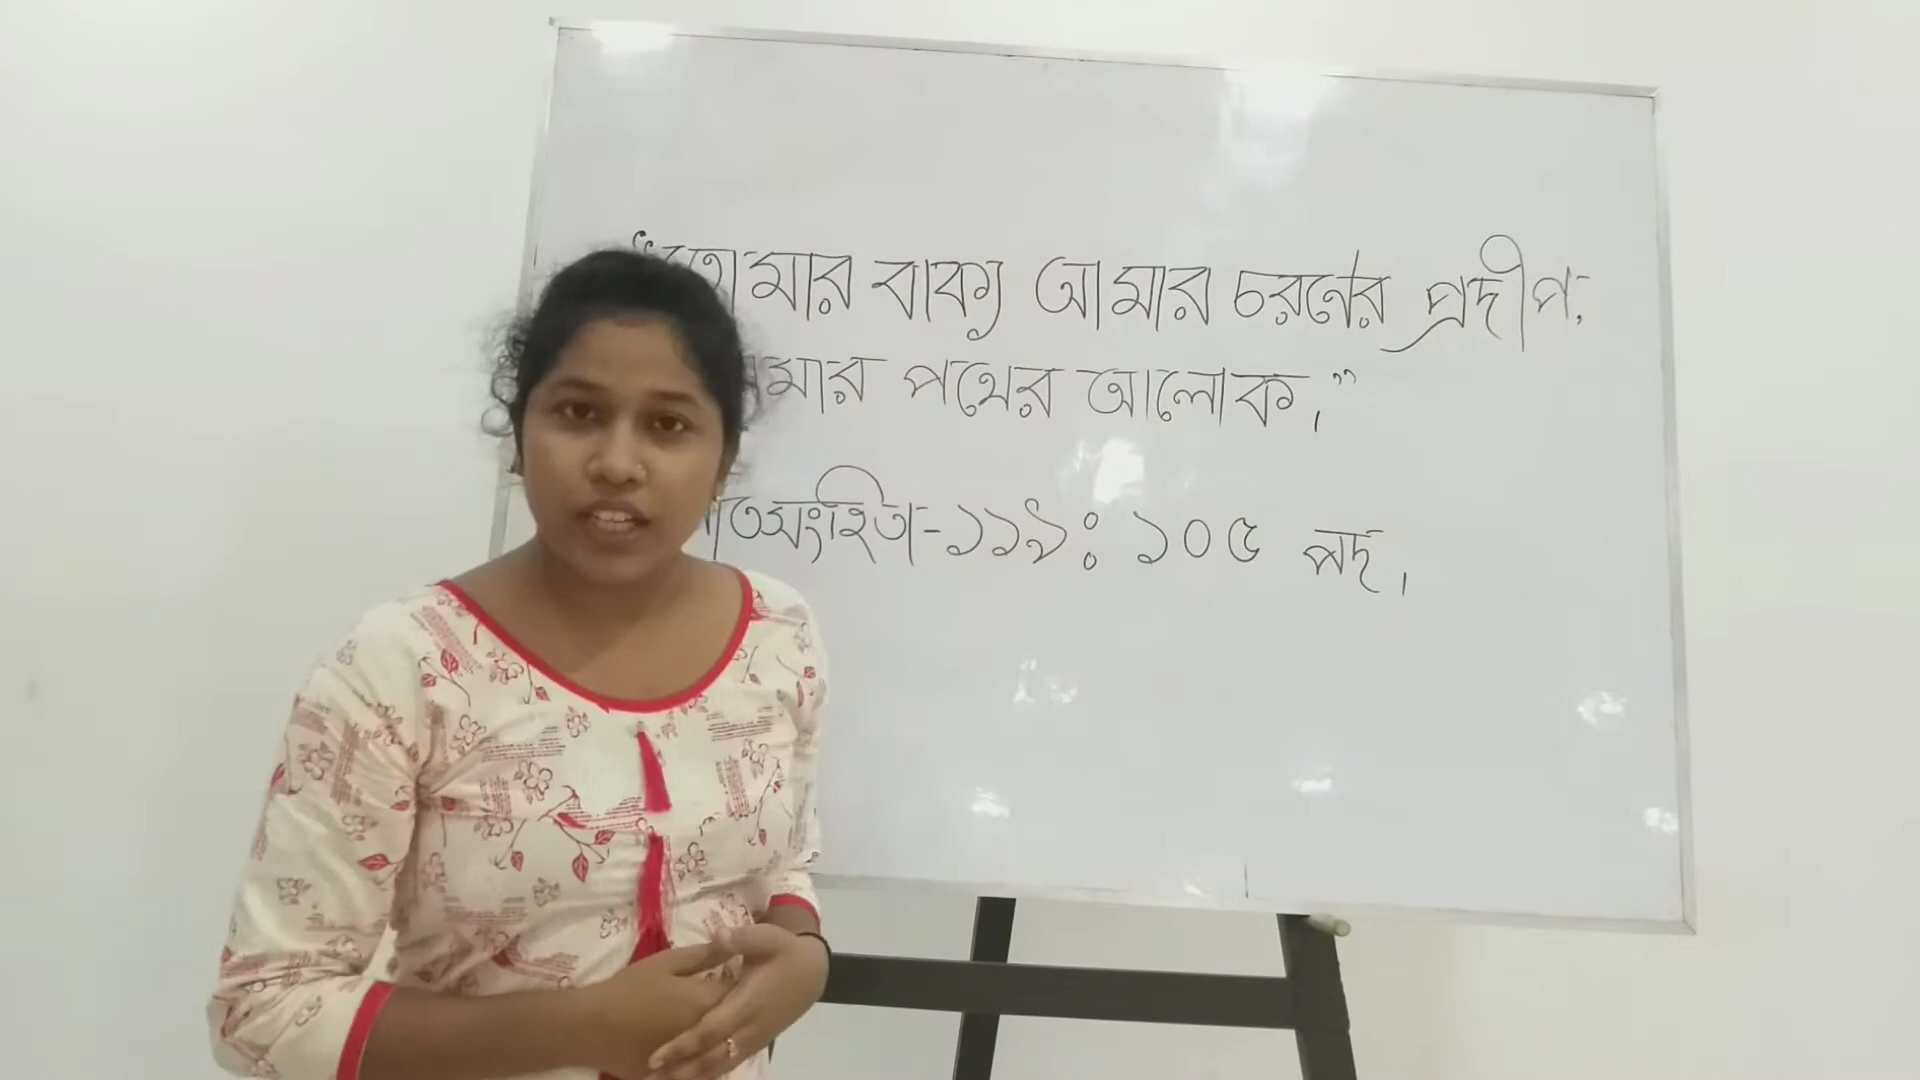 “তোমার বাক্য আমার চরণের প্রদীপ,
পথের আলোক।”
১১৯ঃ ১০৫ পদ।